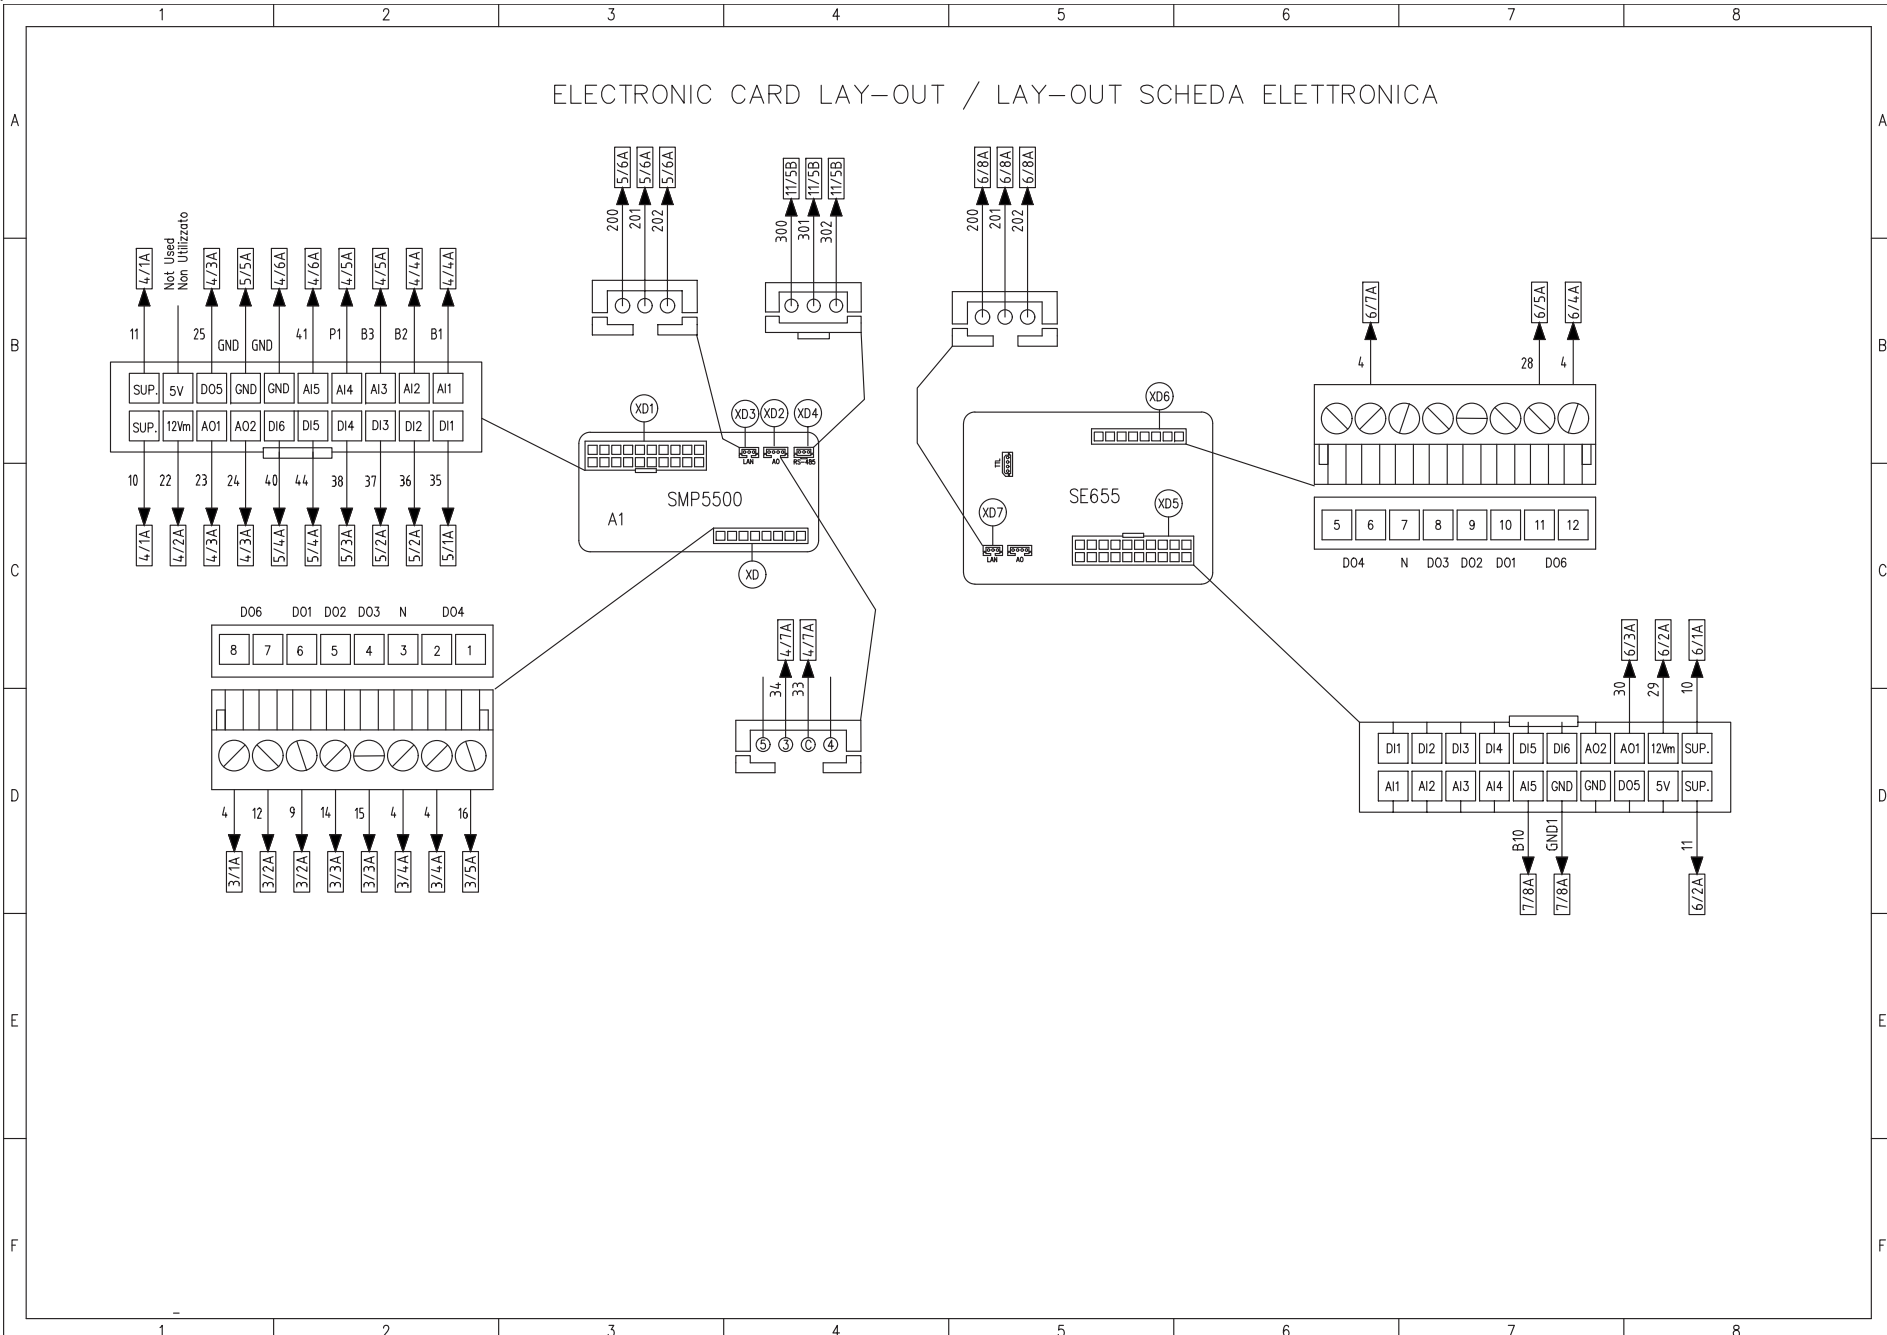 1 2 3 4 5 6 7 8
ELECTRONIC CARD LAY-OUT / LAY-OUT SCHEDA ELETTRONICA
A A
5/6A 5/6A 5/6A 11/5B 11/5B 11/5B 6/8A 6/8A 6/8A
200 201 202 300 301 302 200 201 202
Not Used
Non Utilizzato
4/1A 4/3A 5/5A 4/6A 4/6A 4/5A 4/5A 4/4A 4/4A
6/7A 6/5A 6/4A
B B
11 25 GND GND 41 P1 B3 B2 B1
4 28 4
SUP. 5V DO5 GND GND AI5 AI4 AI3 AI2 AI1
SUP. 12Vm AO1 AO2 DI6 DI5 DI4 DI3 DI2 DI1
XD1 XD3 XD2 XD4 XD6
LAN AO RS-485
TTL
10 22 23 24 40 44 38 37 36 35
4/1A 4/2A 4/3A 4/3A 5/4A 5/4A 5/3A 5/2A 5/2A 5/1A
SMP5500
A1
XD
SE655
XD7 XD5
LAN AO
5 6 7 8 9 10 11 12
DO4 N DO3 DO2 DO1 DO6
C C
DO6 DO1 DO2 DO3 N DO4
8 7 6 5 4 3 2 1
4/7A 4/7A
34 33
5 3 C 4
6/3A 6/2A 6/1A
30 29 10
DI1 DI2 DI3 DI4 DI5 DI6 AO2 AO1 12Vm SUP.
AI1 AI2 AI3 AI4 AI5 GND GND DO5 5V SUP.
D D
4 12 9 14 15 4 4 16
3/1A 3/2A 3/2A 3/3A 3/3A 3/4A 3/4A 3/5A
B10 GND1 11
7/8A 7/8A 6/2A
E E
F F
1 2 3 4 5 6 7 8